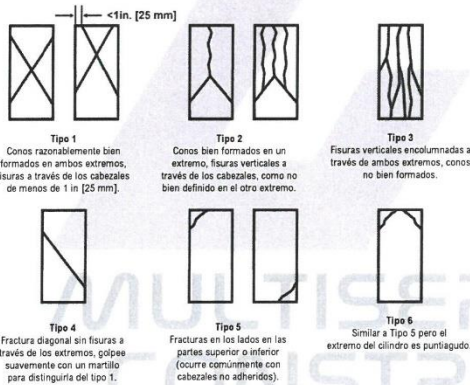 <1in. [25 mm]
Tipo 1
Conos razonablemente bien
formados en ambos extremos,
fisuras a través de los cabezales
de menos de 1 in [25 mm].
Tipo 2
Conos bien formados en un
extremo, fisuras verticales a
través de los cabezales, como no
bien definido en el otro extremo.
Tipo 3
Fisuras verticales encolumnadas a
través de ambos extremos, conos
no bien formados.
Tipo 4
Fractura diagonal sin fisuras a
través de los extremos, golpee
suavemente con un martillo
para distinguirla del tipo 1.
Tipo 5
Fracturas en los lados en las
partes superior o inferior
(ocurre comúnmente con
cabezales no adheridos).
Tipo 6
Similar a Tipo 5 pero el
extremo del cilindro es puntiagudo.